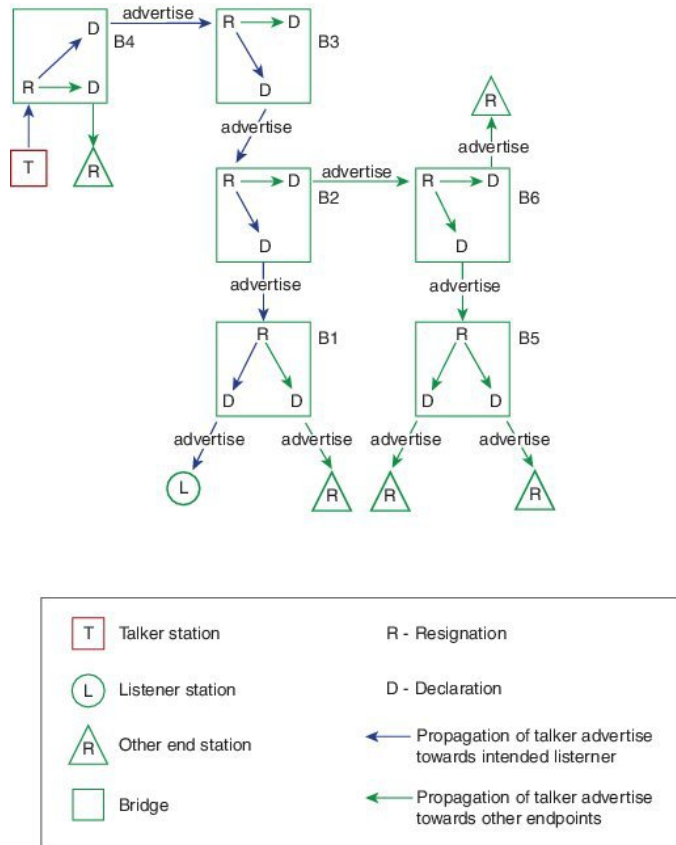 advertise
D
B4
R
D
R
D
B3
D
T
R
advertise
R
advertise
R
D
B2
D
advertise
R
D
B6
D
advertise
advertise
R
B1
D
D
R
B5
D
D
advertise
advertise
advertise
advertise
L
R
R
R
T
Talker station
R - Resignation
L
Listener station
D - Declaration
R
Other end station
Propagation of talker advertise
towards intended listerner
Bridge
Propagation of talker advertise
towards other endpoints